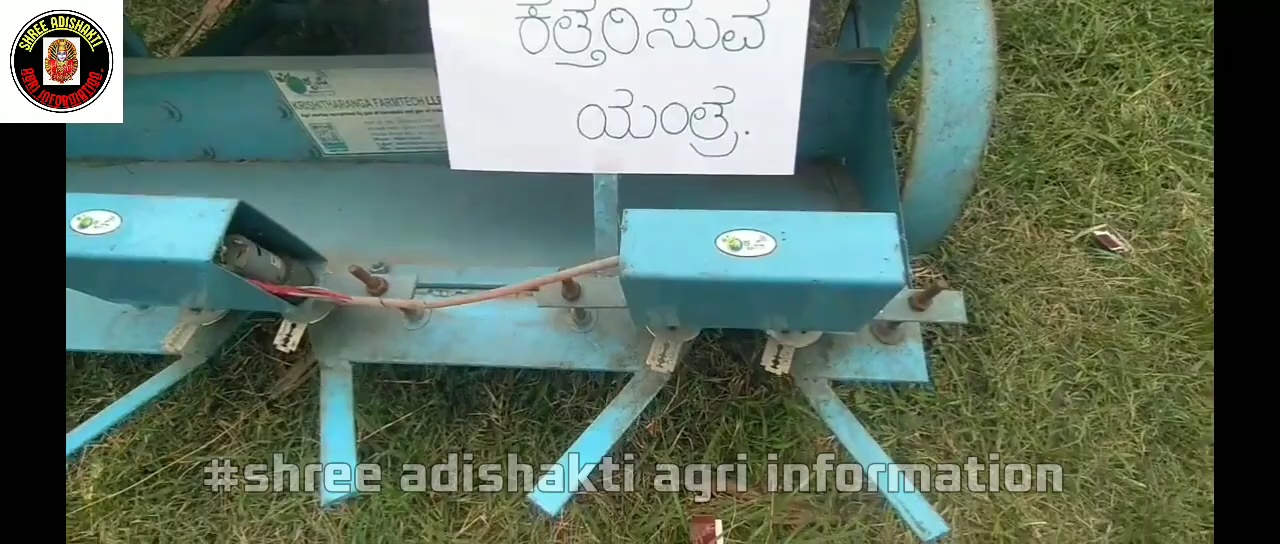 SHREE ADISHAKTI
AGRI INFORMATION.
ಕತ್ತರಿಸುವ
ಯಂತ್ರ.
KRISHITHARANGA FARMTECH LLP
#shree adishakti agri information